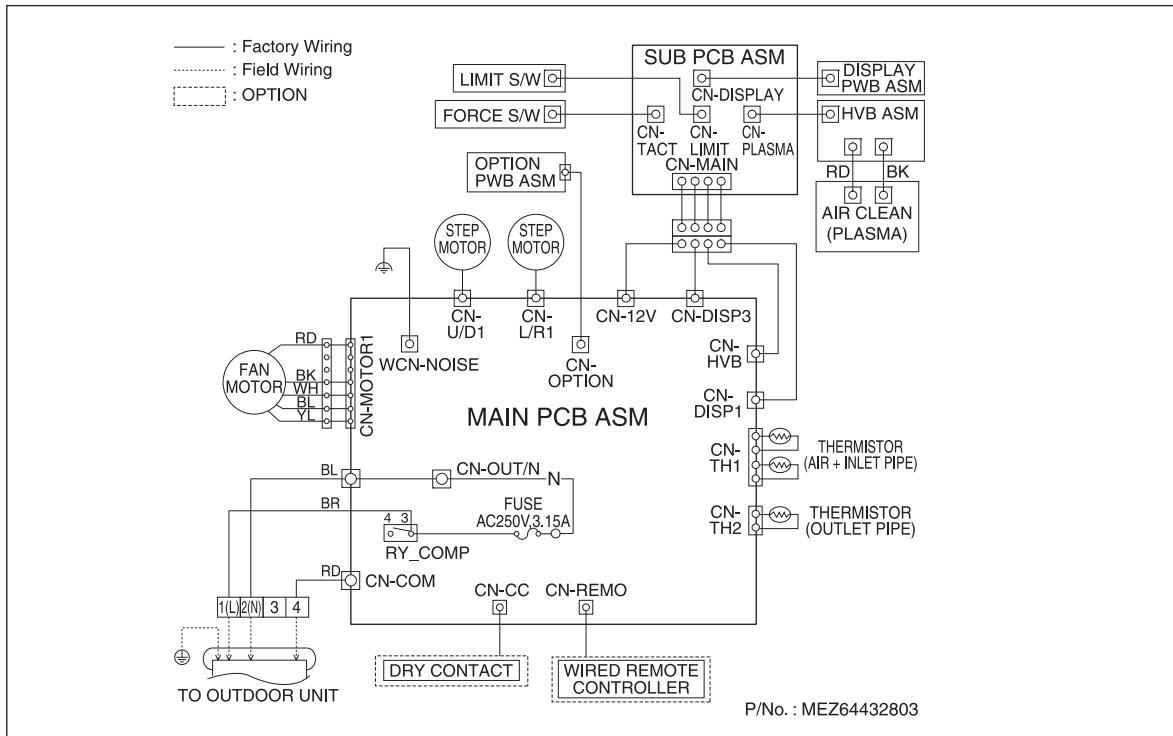 : Factory Wiring
: Field Wiring
: OPTION
SUB PCB ASM
LIMIT S/W
CN-DISPLAY
DISPLAY
PWB ASM
FORCE S/W
CN-
TACT
CN-
LIMIT
CN-
PLASMA
HVB ASM
CN-MAIN
OPTION
PWB ASM
RD
BK
AIR CLEAN
(PLASMA)
STEP
MOTOR
STEP
MOTOR
CN-
U/D1
CN-
L/R1
CN-12V
CN-DISP3
RD
BK
WH
BL
YL
FAN
MOTOR
CN-MOTOR1
WCN-NOISE
CN-
OPTION
CN-
HVB
CN-
DISP1
MAIN PCB ASM
CN-
TH1
THERMISTOR
(AIR + INLET PIPE)
CN-
TH2
THERMISTOR
(OUTLET PIPE)
BL
CN-OUT/N
N
BR
4 3
FUSE
AC250V,3.15A
RY_COMP
RD
CN-COM
CN-CC
CN-REMO
1(L) 2(N) 3 4
TO OUTDOOR UNIT
DRY CONTACT
WIRED REMOTE
CONTROLLER
P/No. : MEZ64432803